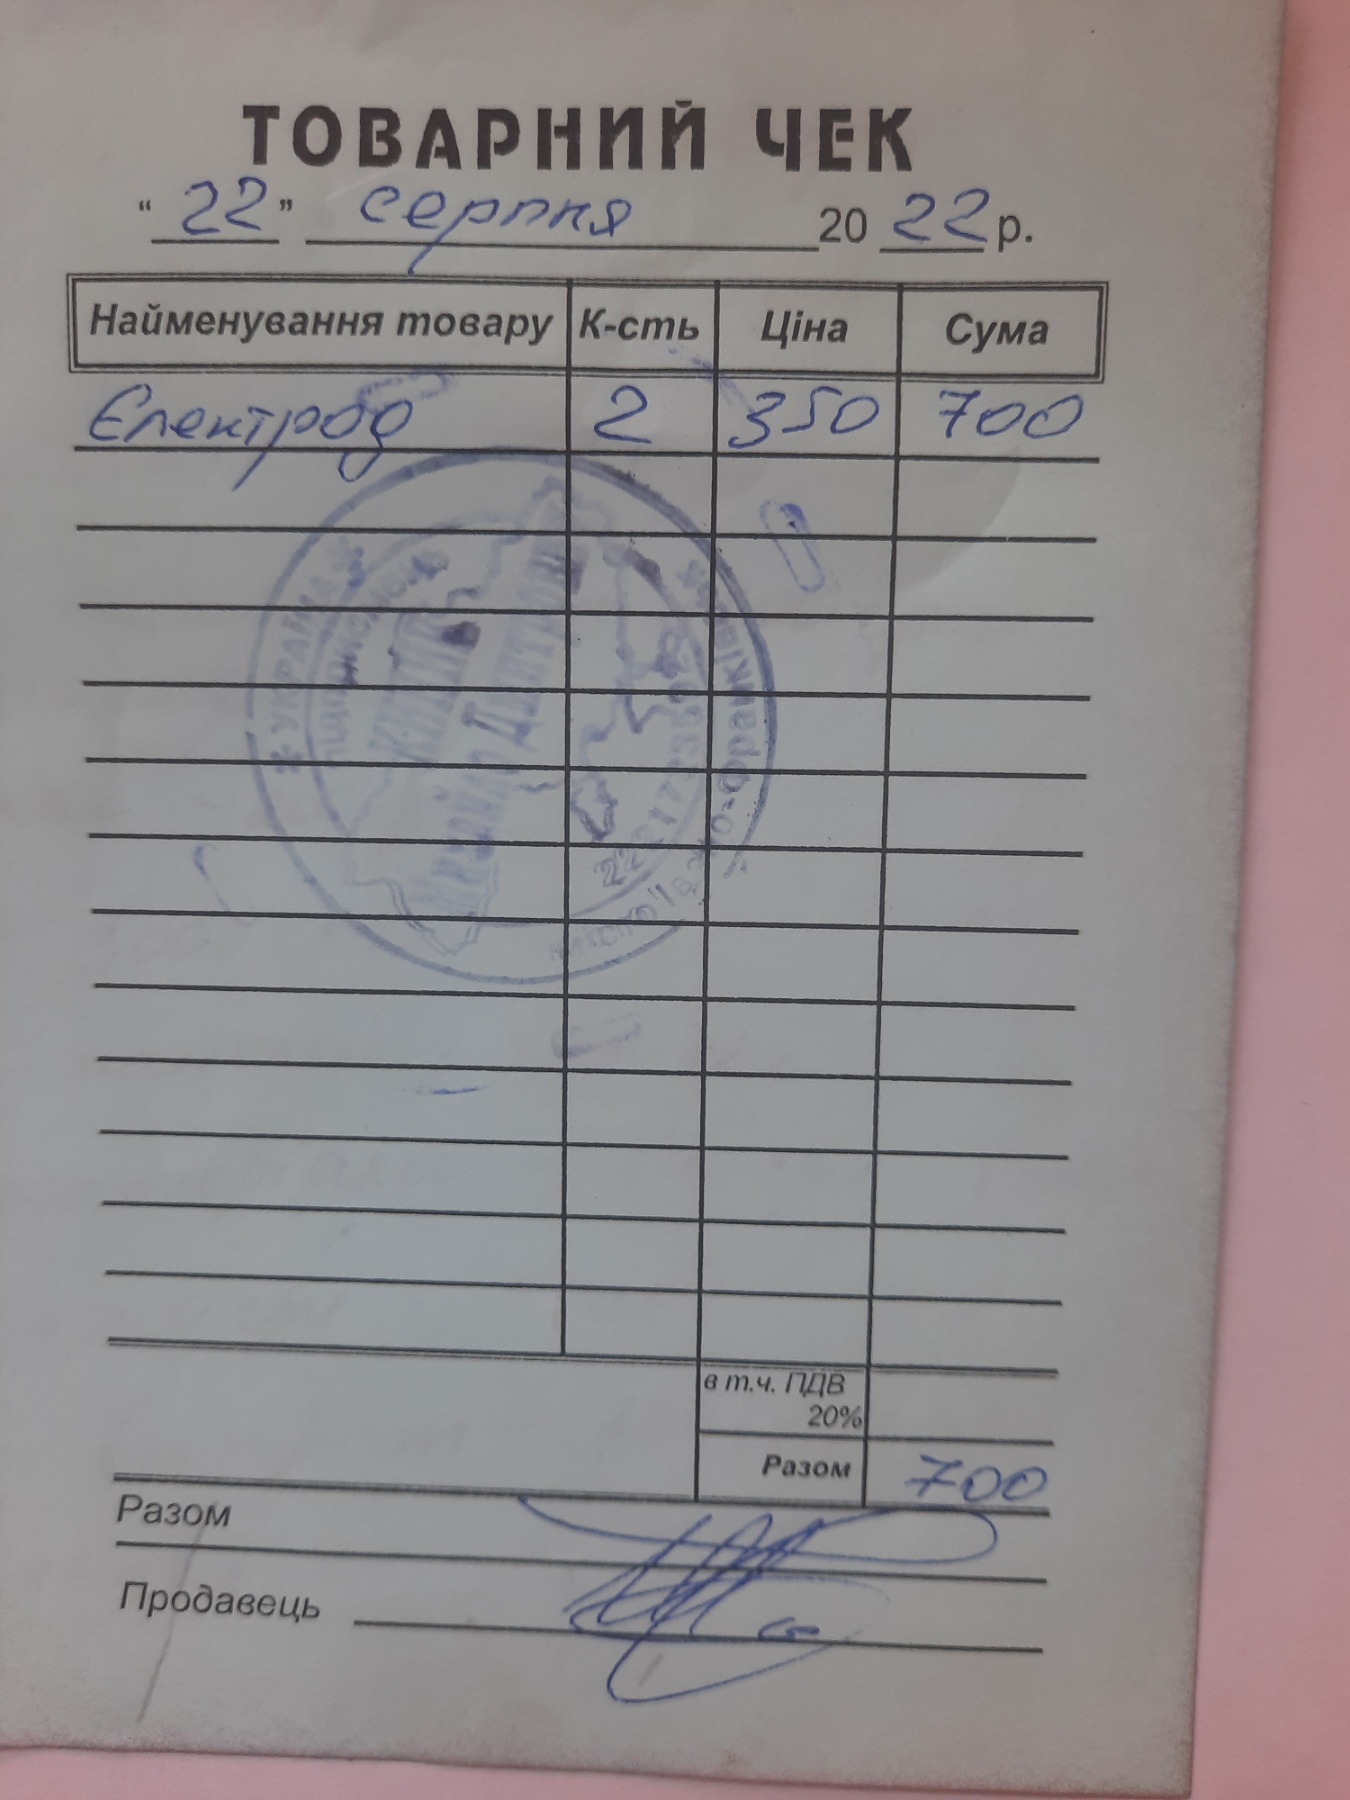 ТОВАРНИЙ ЧЕК
“ 22 ” серпня 20 22 р.
Найменування товару К-сть Ціна Сума
Електрод 2 350 700
* УКРАЇНА *
в т.ч. ПДВ
20%
Разом 700
Разом
Продавець